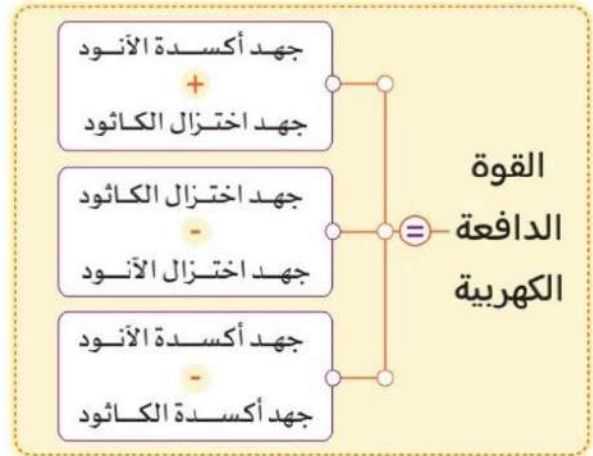 القوة
الدافعة
الكهربية
=
جهد أكسدة الآنود
+
جهد اختزال الكاثود
جهد اختزال الكاثود
-
جهد اختزال الآنود
جهد أكسدة الآنود
-
جهد أكسدة الكاثود